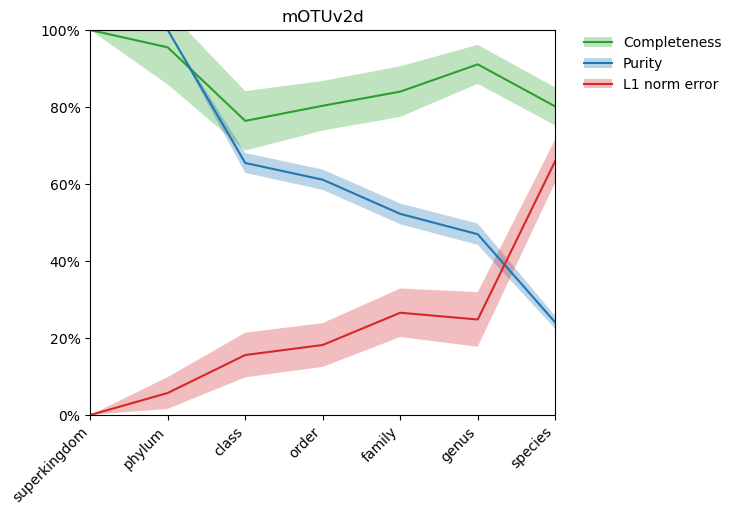 mOTUv2d
100%
80%
60%
40%
20%
0%
superkingdom
phylum
class
order
family
genus
species
Completeness
Purity
L1 norm error